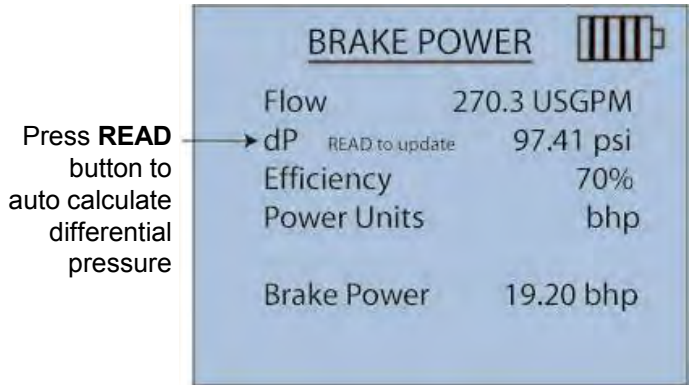 BRAKE POWER
Flow 270.3 USGPM
Press READ
button to
auto calculate
differential
pressure
dP READ to update 97.41 psi
Efficiency 70%
Power Units bhp
Brake Power 19.20 bhp